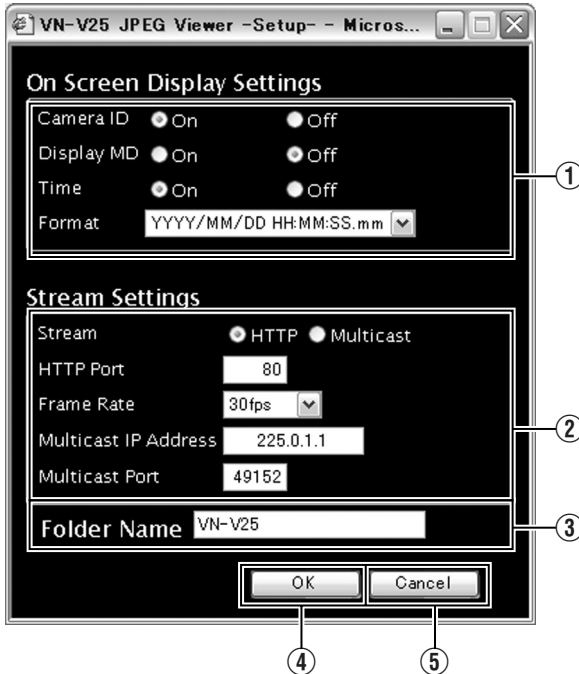 VN-V25 JPEG Viewer -Setup- - Micros...
On Screen Display Settings
Camera ID On Off
Display MD On Off
Time On Off
Format YYYY/MM/DD HH:MM:SS.mm
①
Stream Settings
Stream HTTP Multicast
HTTP Port 80
Frame Rate 30fps
Multicast IP Address 225.0.1.1
②
Multicast Port 49152
Folder Name VN-V25
③
OK Cancel
④ ⑤